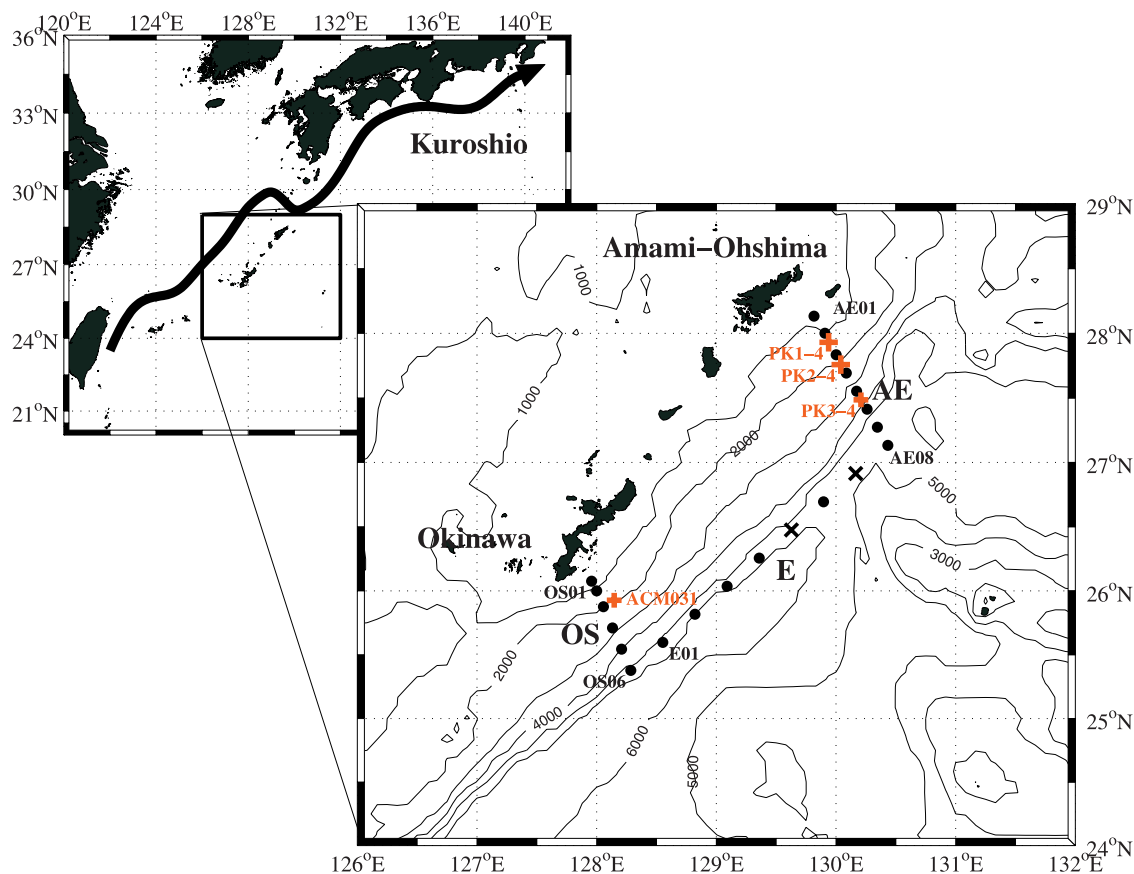 120°E 124°E 128°E 132°E 136°E 140°E
36°N
33°N
30°N
27°N
24°N
21°N
Kuroshio
29°N
28°N
27°N
26°N
25°N
24°N
Amami−Ohshima
1000
AE01
PK1−4
PK2−4
AE
PK3−4
1000
2000
AE08
5000
Okinawa
E
3000
OS01
ACM031
OS
E01
2000
OS06
4000
6000
5000
126°E 127°E 128°E 129°E 130°E 131°E 132°E